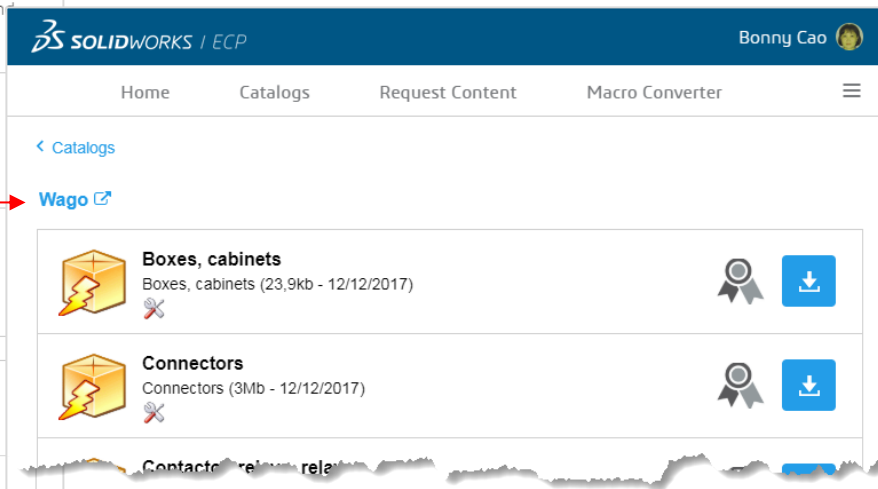 SOLIDWORKS / ECP
Bonny Cao
Home Catalogs Request Content Macro Converter
Catalogs
Wago
Boxes, cabinets
Boxes, cabinets (23,9kb - 12/12/2017)
Connectors
Connectors (3Mb - 12/12/2017)